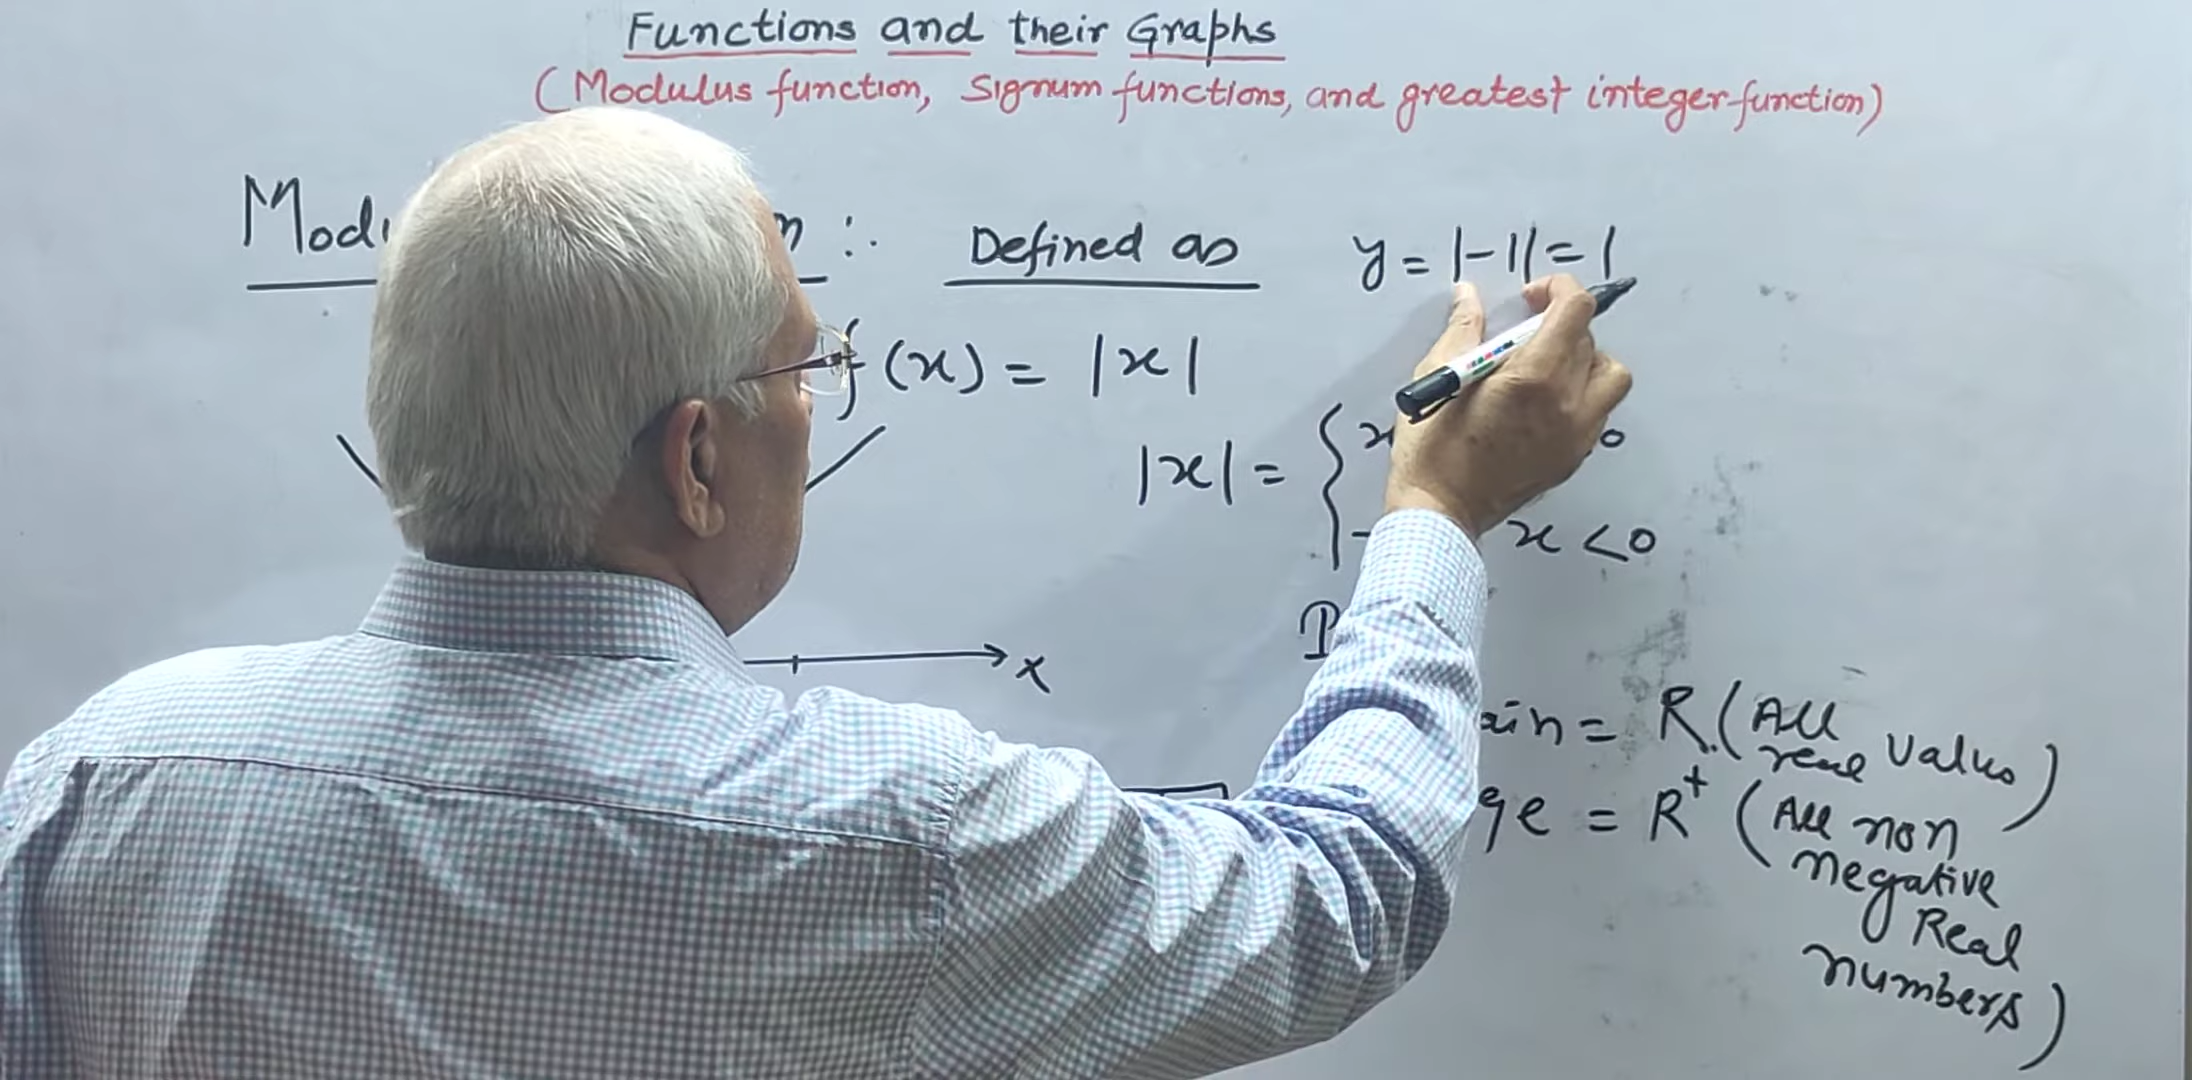 Functions and their Graphs
(Modulus function, Signum functions, and greatest integer function)
Defined as
y = |-1| = 1
f(x) = |x|
|x| = {
x < 0
x
= R. (All real Values)
= R⁺ (All non negative Real numbers)